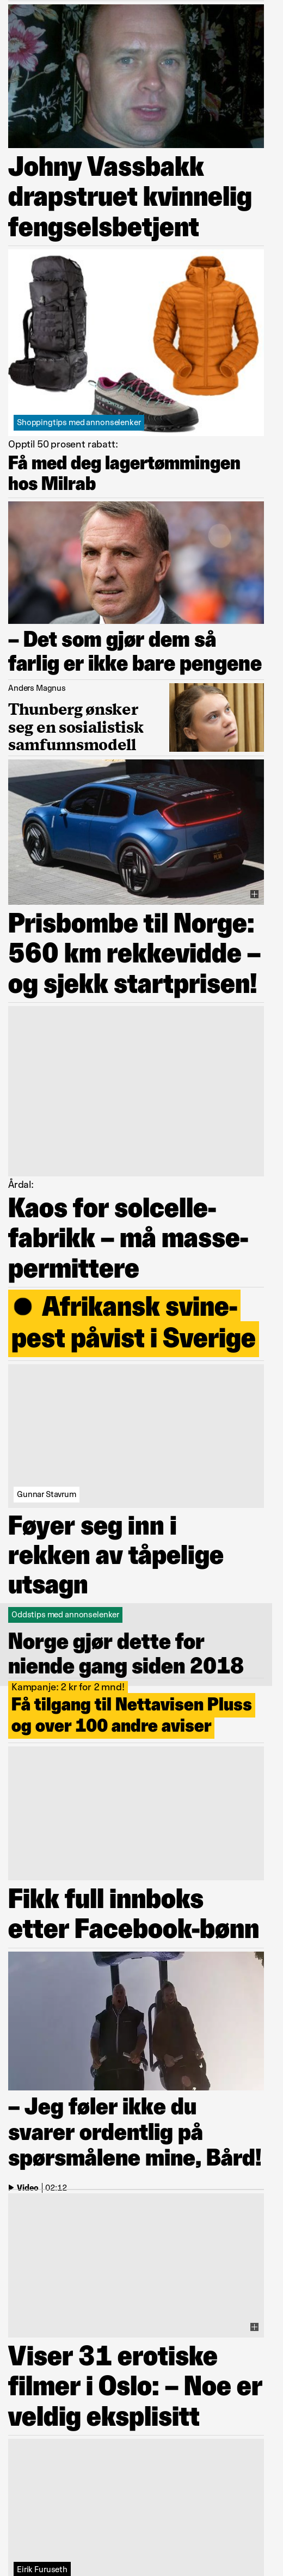 Johny Vassbakk
drapstruet kvinnelig
fengselsbetjent
Shoppingtips med annonselenker
Opptil 50 prosent rabatt:
Få med deg lagertømmingen
hos Milrab
– Det som gjør dem så
farlig er ikke bare pengene
Anders Magnus
Thunberg ønsker
seg en sosialistisk
samfunnsmodell
Prisbombe til Norge:
560 km rekkevidde –
og sjekk startprisen!
Årdal:
Kaos for solcelle-
fabrikk – må masse-
permittere
Afrikansk svine-
pest påvist i Sverige
Gunnar Stavrum
Føyer seg inn i
rekken av tåpelige
utsagn
Oddstips med annonselenker
Norge gjør dette for
niende gang siden 2018
Kampanje: 2 kr for 2 mnd!
Få tilgang til Nettavisen Pluss
og over 100 andre aviser
Fikk full innboks
etter Facebook-bønn
– Jeg føler ikke du
svarer ordentlig på
spørsmålene mine, Bård!
Video | 02:12
Viser 31 erotiske
filmer i Oslo: – Noe er
veldig eksplisitt
Eirik Furuseth